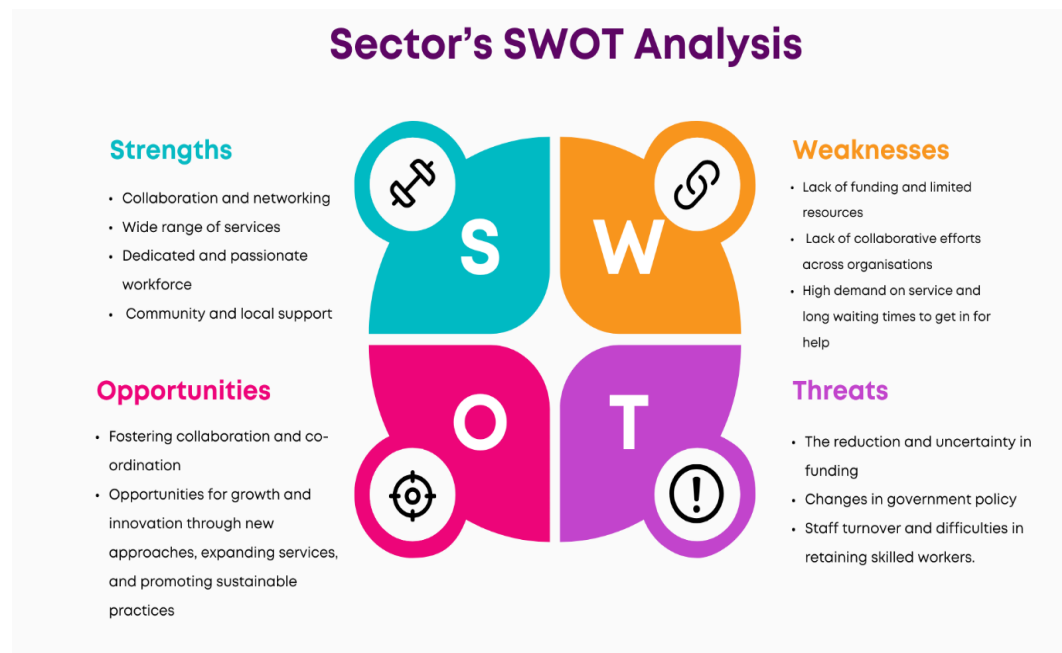 Sector's SWOT Analysis
Strengths
• Collaboration and networking
• Wide range of services
• Dedicated and passionate
workforce
• Community and local support
S
W
Weaknesses
• Lack of funding and limited
resources
• Lack of collaborative efforts
across organisations
• High demand on service and
long waiting times to get in for
help
Opportunities
• Fostering collaboration and co-
ordination
• Opportunities for growth and
innovation through new
approaches, expanding services,
and promoting sustainable
practices
O
T
Threats
• The reduction and uncertainty in
funding
• Changes in government policy
• Staff turnover and difficulties in
retaining skilled workers.